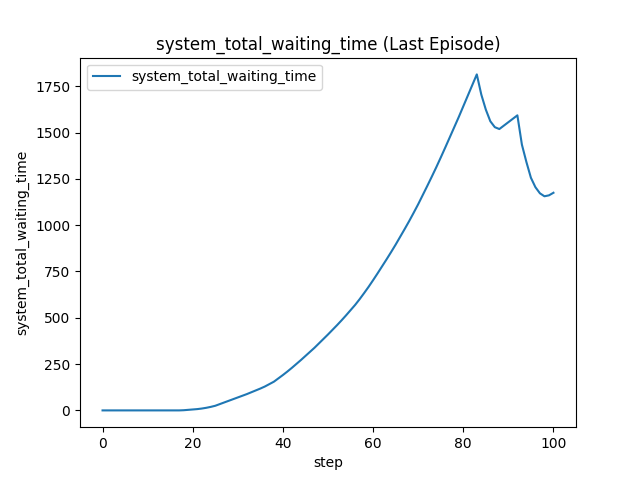 system_total_waiting_time (Last Episode)
system_total_waiting_time
system_total_waiting_time
1750
1500
1250
1000
750
500
250
0
0 20 40 60 80 100
step